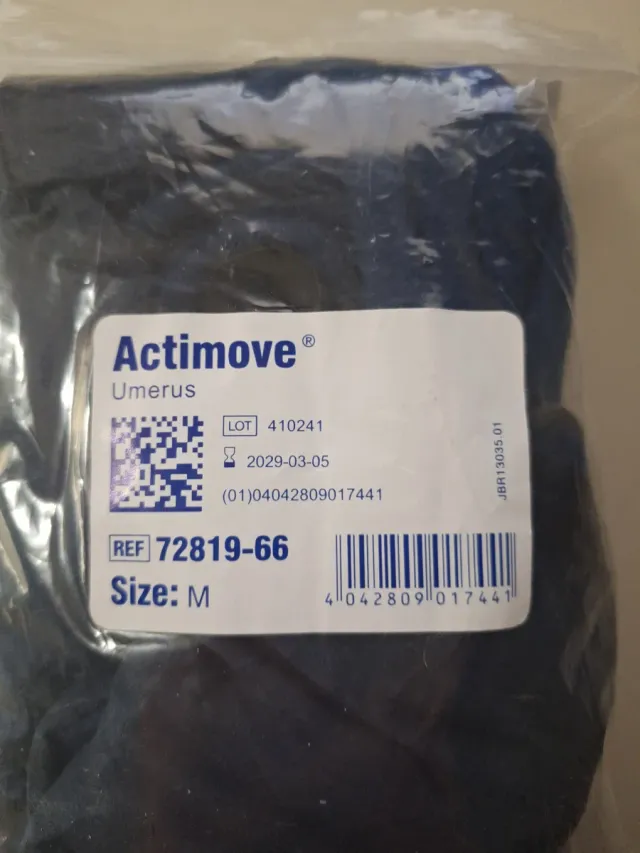 Actimove®
Umerus
LOT 410241
2029-03-05
(01)04042809017441
JBR13035 01
REF 72819-66
Size: M
4 042809 017441